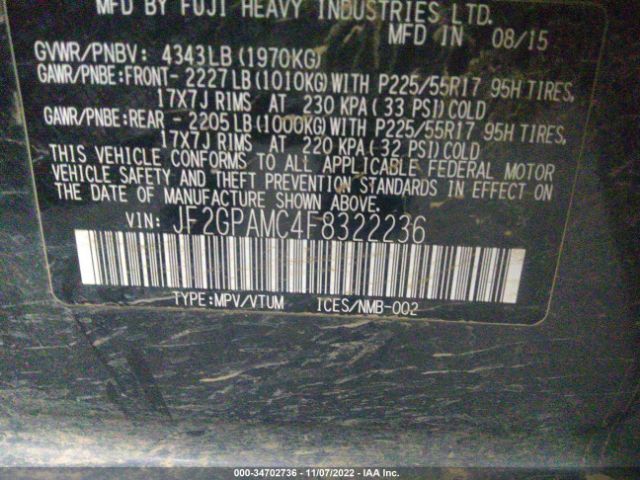 MFD BY FUJI HEAVY INDUSTRIES LTD.
MFD IN 08/15
GVWR/PNBV: 4343LB (1970KG)
GAWR/PNBE:FRONT- 2227LB(1010KG)WITH P225/55R17 95H TIRES,
17X7J RIMS AT 230 KPA( 33 PSI)COLD
GAWR/PNBE:REAR - 2205LB(1000KG)WITH P225/55R17 95H TIRES,
17X7J RIMS AT 220 KPA( 32 PSI)COLD
THIS VEHICLE CONFORMS TO ALL APPLICABLE FEDERAL MOTOR
VEHICLE SAFETY AND THEFT PREVENTION STANDARDS IN EFFECT ON
THE DATE OF MANUFACTURE SHOWN ABOVE.
VIN: JF2GPAMC4F8322236
TYPE:MPV/VTUM ICES/NMB-002
000-34702736 - 11/07/2022 - IAA Inc.